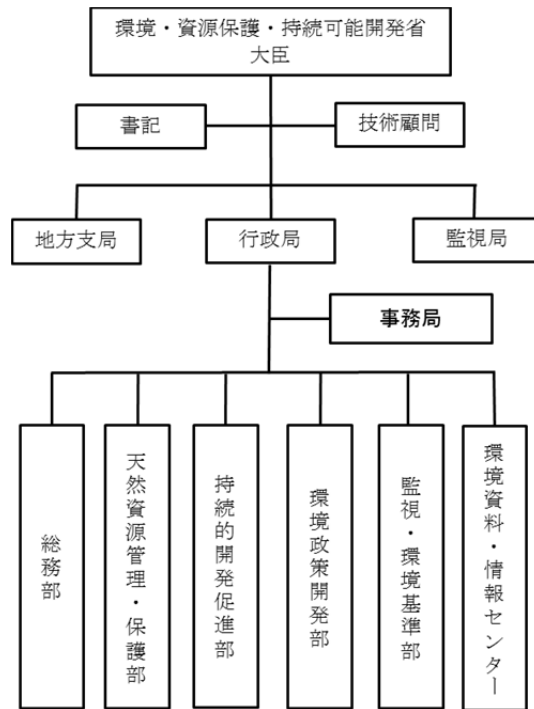 環境・資源保護・持続可能開発省
大臣
書記
技術顧問
地方支局
行政局
監視局
事務局
総務部
天然資源管理・保護部
持続的開発促進部
環境政策開発部
監視・環境基準部
環境資料・情報センター